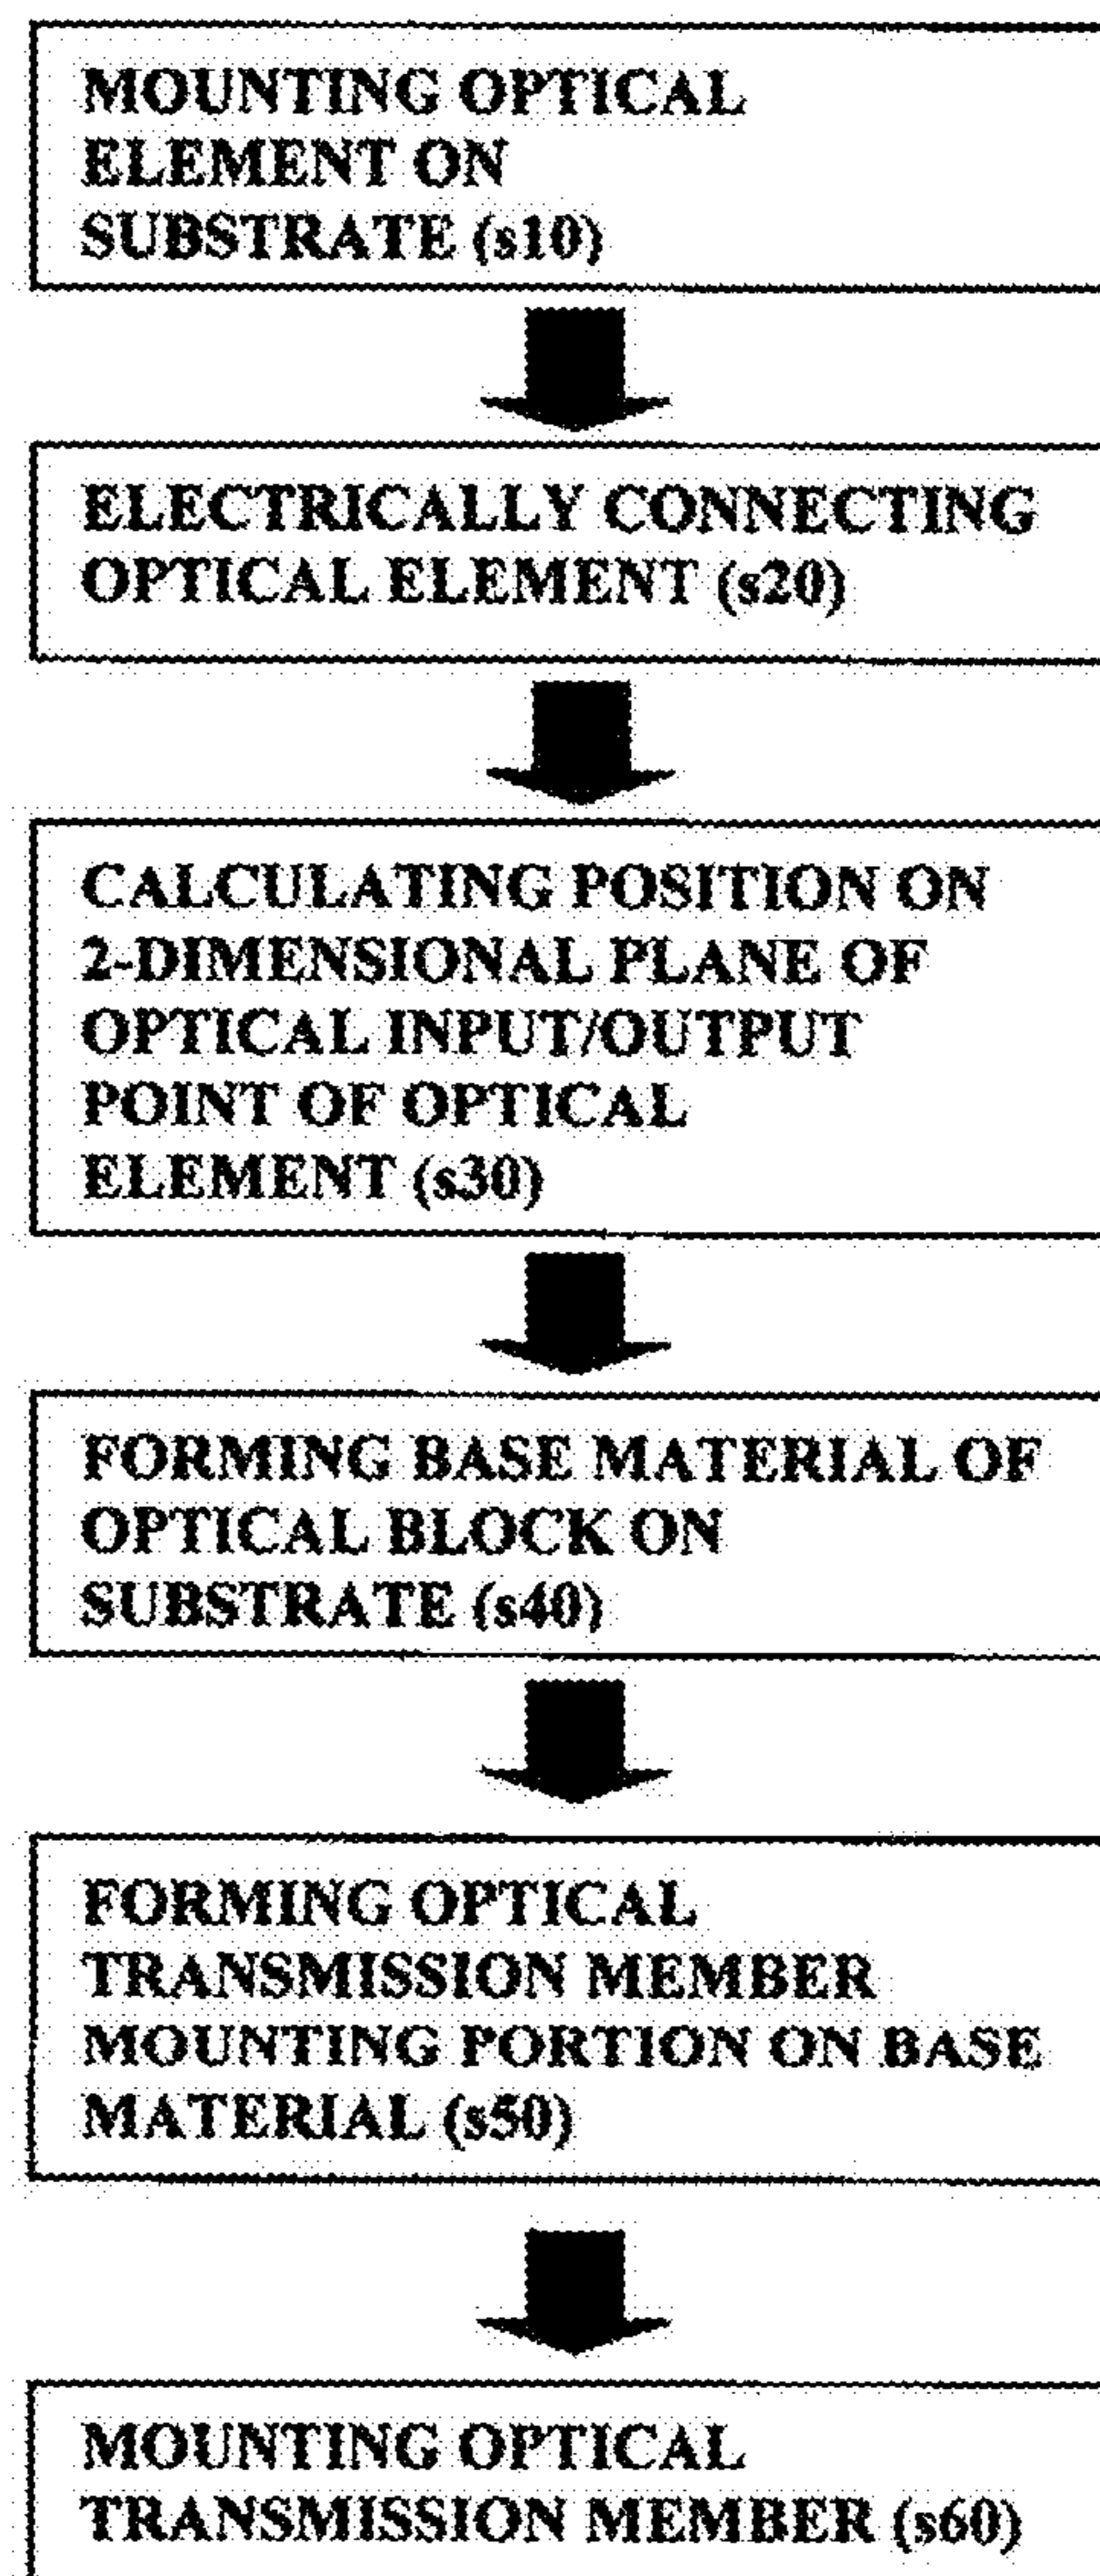 MOUNTING OPTICAL
ELEMENT ON
SUBSTRATE (s10)
ELECTRICALLY CONNECTING
OPTICAL ELEMENT (s20)
CALCULATING POSITION ON
2-DIMENSIONAL PLANE OF
OPTICAL INPUT/OUTPUT
POINT OF OPTICAL
ELEMENT (s30)
FORMING BASE MATERIAL OF
OPTICAL BLOCK ON
SUBSTRATE (s40)
FORMING OPTICAL
TRANSMISSION MEMBER
MOUNTING PORTION ON BASE
MATERIAL (s50)
MOUNTING OPTICAL
TRANSMISSION MEMBER (s60)